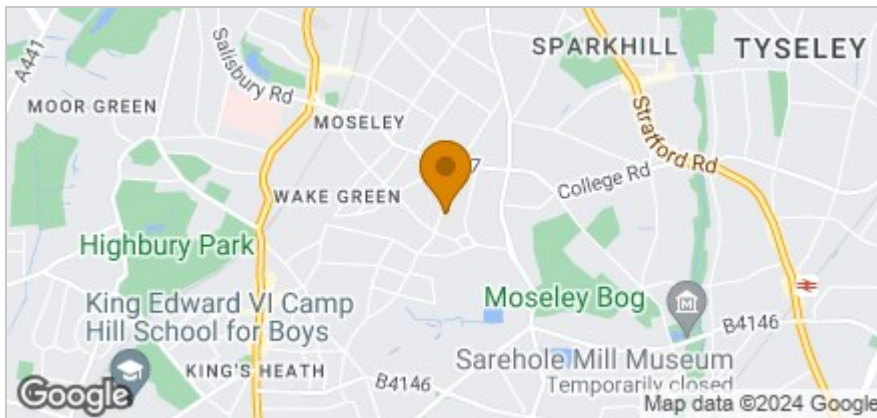 A441
Salisbury Rd
SPARKHILL
TYSELEY
MOOR GREEN
MOSELEY
Stratford Rd
7
College Rd
WAKE GREEN
Highbury Park
Moseley Bog
King Edward VI Camp
Hill School for Boys
B4146
KING'S HEATH
B4146
Sarehole Mill Museum
Temporarily closed
Google
Map data ©2024 Google